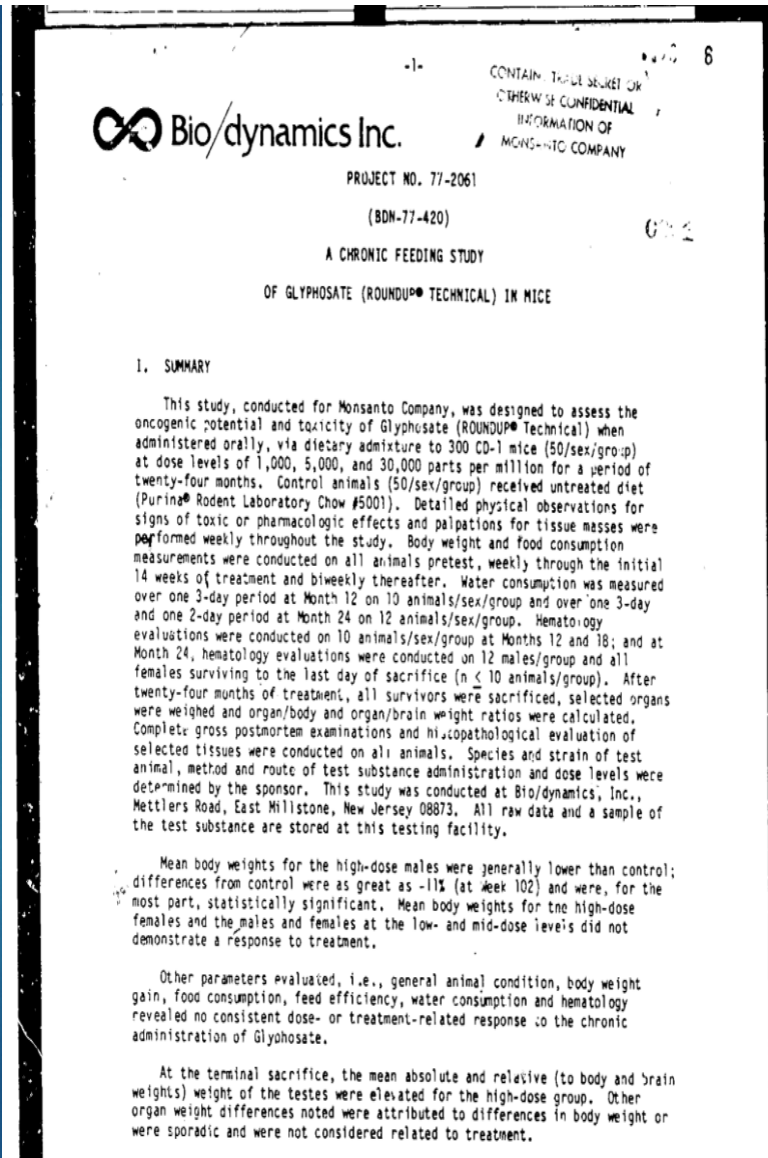 -1-
6
CONTAIN TRADE SECRET OR
OTHERWISE CONFIDENTIAL
INFORMATION OF
MONSANTO COMPANY
Bio/dynamics Inc.
PROJECT NO. 77-2061
(BDN-77-420)
A CHRONIC FEEDING STUDY
OF GLYPHOSATE (ROUNDUP® TECHNICAL) IN MICE
I. SUMMARY
This study, conducted for Monsanto Company, was designed to assess the
oncogenic potential and toxicity of Glyphosate (ROUNDUP® Technical) when
administered orally, via dietary admixture to 300 CD-1 mice (50/sex/group)
at dose levels of 1,000, 5,000, and 30,000 parts per million for a period of
twenty-four months. Control animals (50/sex/group) received untreated diet
(Purina® Rodent Laboratory Chow #5001). Detailed physical observations for
signs of toxic or pharmacologic effects and palpations for tissue masses were
performed weekly throughout the study. Body weight and food consumption
measurements were conducted on all animals pretest, weekly through the initial
14 weeks of treatment and biweekly thereafter. Water consumption was measured
over one 3-day period at Month 12 on 10 animals/sex/group and over one 3-day
and one 2-day period at Month 24 on 12 animals/sex/group. Hematology
evaluations were conducted on 10 animals/sex/group at Months 12 and 18; and at
Month 24, hematology evaluations were conducted on 12 males/group and all
females surviving to the last day of sacrifice (n ≤ 10 animals/group). After
twenty-four months of treatment, all survivors were sacrificed, selected organs
were weighed and organ/body and organ/brain weight ratios were calculated.
Complete gross postmortem examinations and histopathological evaluation of
selected tissues were conducted on all animals. Species and strain of test
animal, method and route of test substance administration and dose levels were
determined by the sponsor. This study was conducted at Bio/dynamics, Inc.,
Mettlers Road, East Millstone, New Jersey 08873. All raw data and a sample of
the test substance are stored at this testing facility.
Mean body weights for the high-dose males were generally lower than control;
differences from control were as great as -11% (at Week 102) and were, for the
most part, statistically significant. Mean body weights for the high-dose
females and the males and females at the low- and mid-dose levels did not
demonstrate a response to treatment.
Other parameters evaluated, i.e., general animal condition, body weight
gain, food consumption, feed efficiency, water consumption and hematology
revealed no consistent dose- or treatment-related response to the chronic
administration of Glyphosate.
At the terminal sacrifice, the mean absolute and relative (to body and brain
weights) weight of the testes were elevated for the high-dose group. Other
organ weight differences noted were attributed to differences in body weight or
were sporadic and were not considered related to treatment.